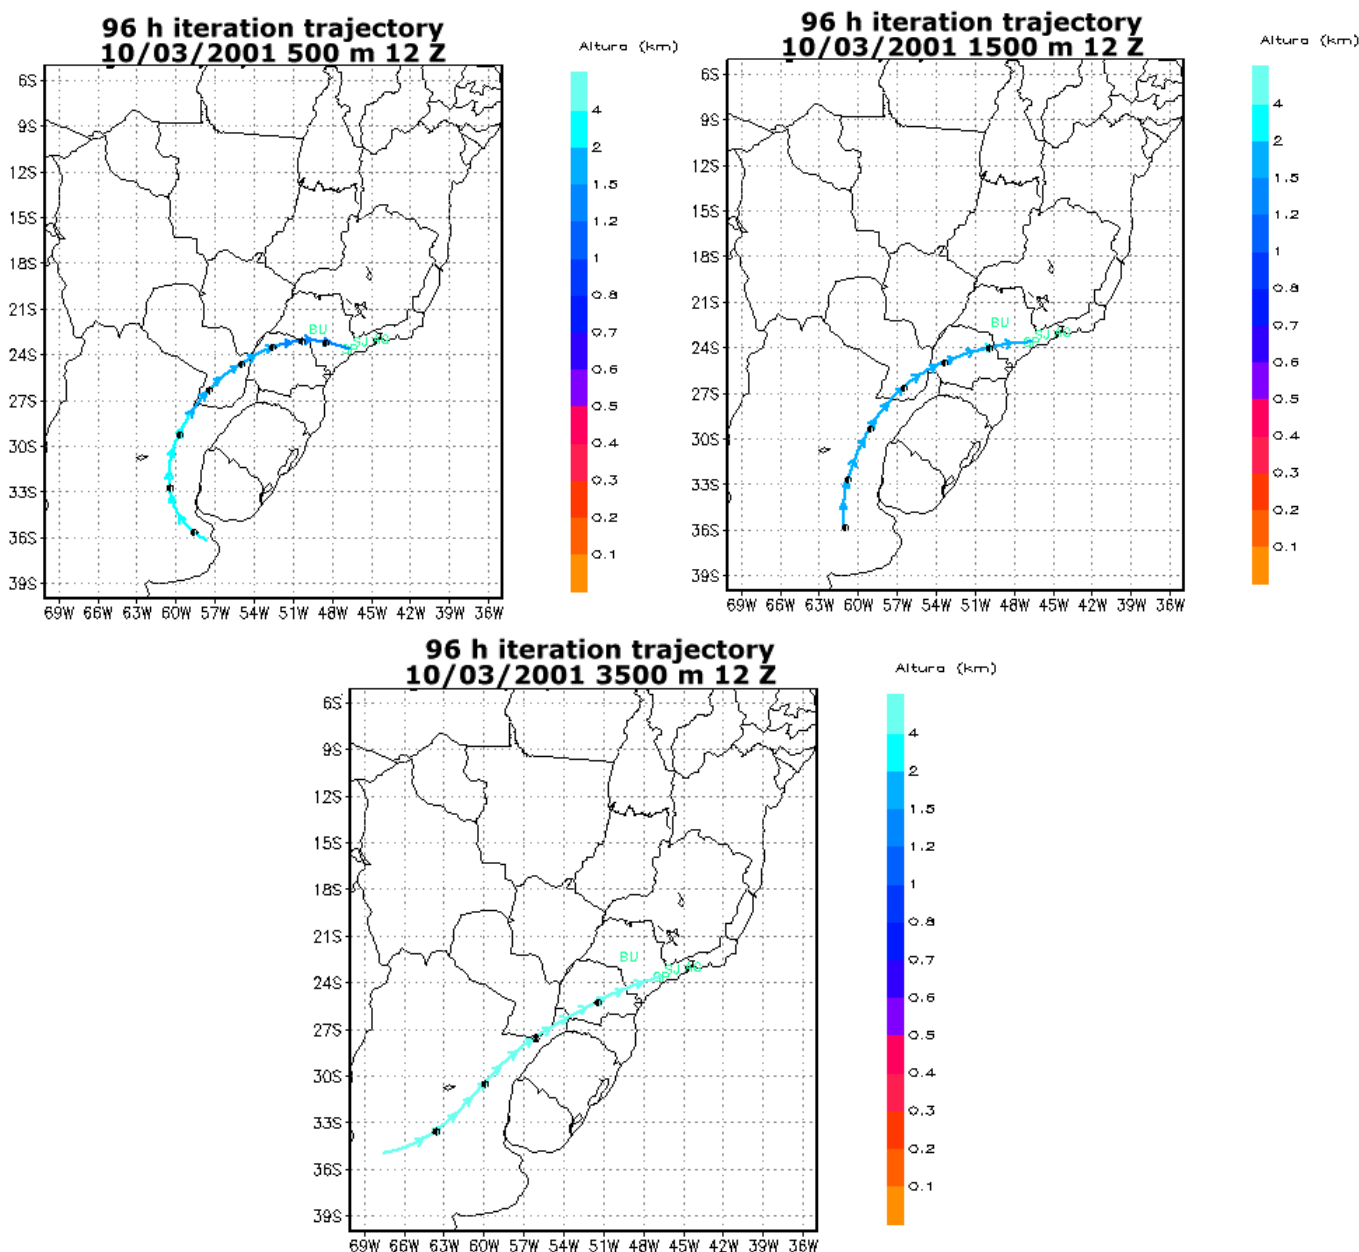 96 h iteration trajectory
10/03/2001 500 m 12 Z
Altura (km)
6S
9S
12S
15S
18S
21S
24S
27S
30S
33S
36S
39S
69W 66W 63W 60W 57W 54W 51W 48W 45W 42W 39W 36W
BU
SP SJ
4
2
1.5
1.2
1
0.8
0.7
0.6
0.5
0.4
0.3
0.2
0.1
96 h iteration trajectory
10/03/2001 1500 m 12 Z
Altura (km)
6S
9S
12S
15S
18S
21S
24S
27S
30S
33S
36S
39S
69W 66W 63W 60W 57W 54W 51W 48W 45W 42W 39W 36W
BU
SP SJ
4
2
1.5
1.2
1
0.8
0.7
0.6
0.5
0.4
0.3
0.2
0.1
96 h iteration trajectory
10/03/2001 3500 m 12 Z
Altura (km)
6S
9S
12S
15S
18S
21S
24S
27S
30S
33S
36S
39S
69W 66W 63W 60W 57W 54W 51W 48W 45W 42W 39W 36W
BU
SP SJ
4
2
1.5
1.2
1
0.8
0.7
0.6
0.5
0.4
0.3
0.2
0.1